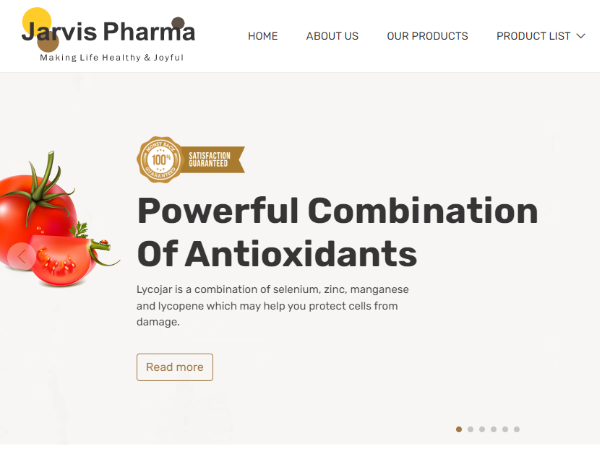 Jarvis Pharma
Making Life Healthy & Joyful
HOME ABOUT US OUR PRODUCTS PRODUCT LIST
MONEY BACK
100%
GUARANTEED
SATISFACTION
GUARANTEED
Powerful Combination
Of Antioxidants
Lycojar is a combination of selenium, zinc, manganese
and lycopene which may help you protect cells from
damage.
Read more